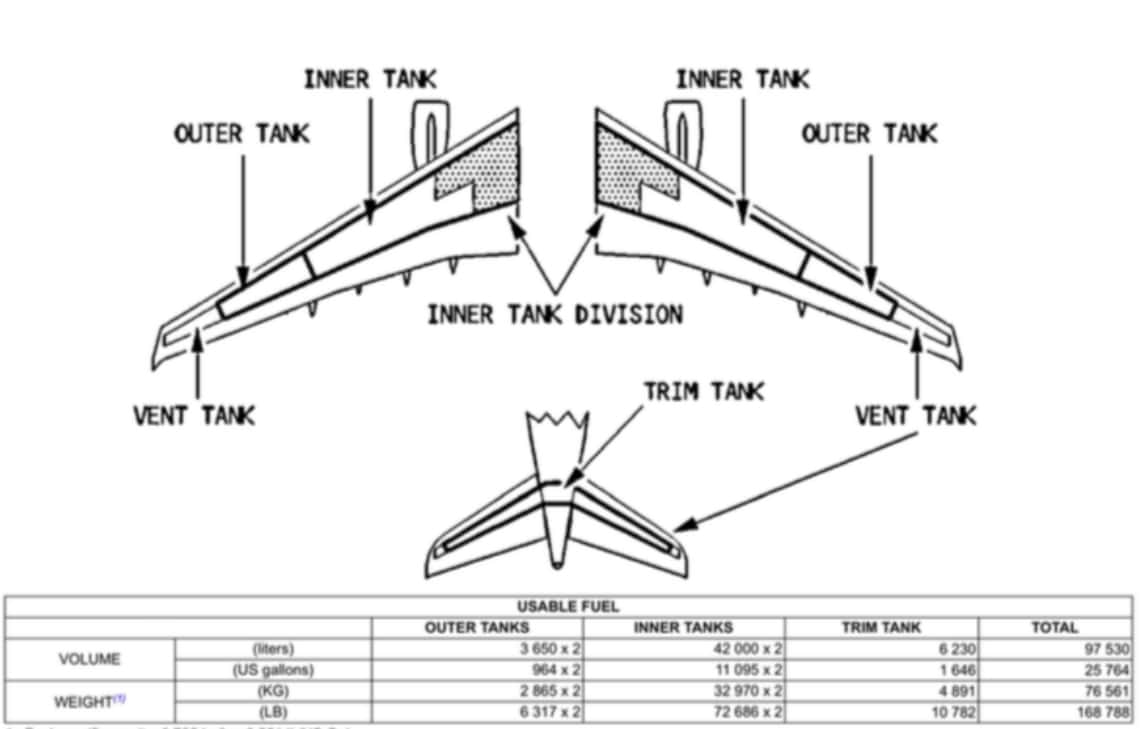 INNER TANK
INNER TANK
OUTER TANK
OUTER TANK
INNER TANK DIVISION
TRIM TANK
VENT TANK
VENT TANK
USABLE FUEL
OUTER TANKS INNER TANKS TRIM TANK TOTAL
VOLUME (liters) 3 650 x 2 42 000 x 2 6 230 97 530
(US gallons) 964 x 2 11 095 x 2 1 646 25 764
WEIGHT(1) (KG) 2 865 x 2 32 970 x 2 4 891 76 561
(LB) 6 317 x 2 72 686 x 2 10 782 168 788